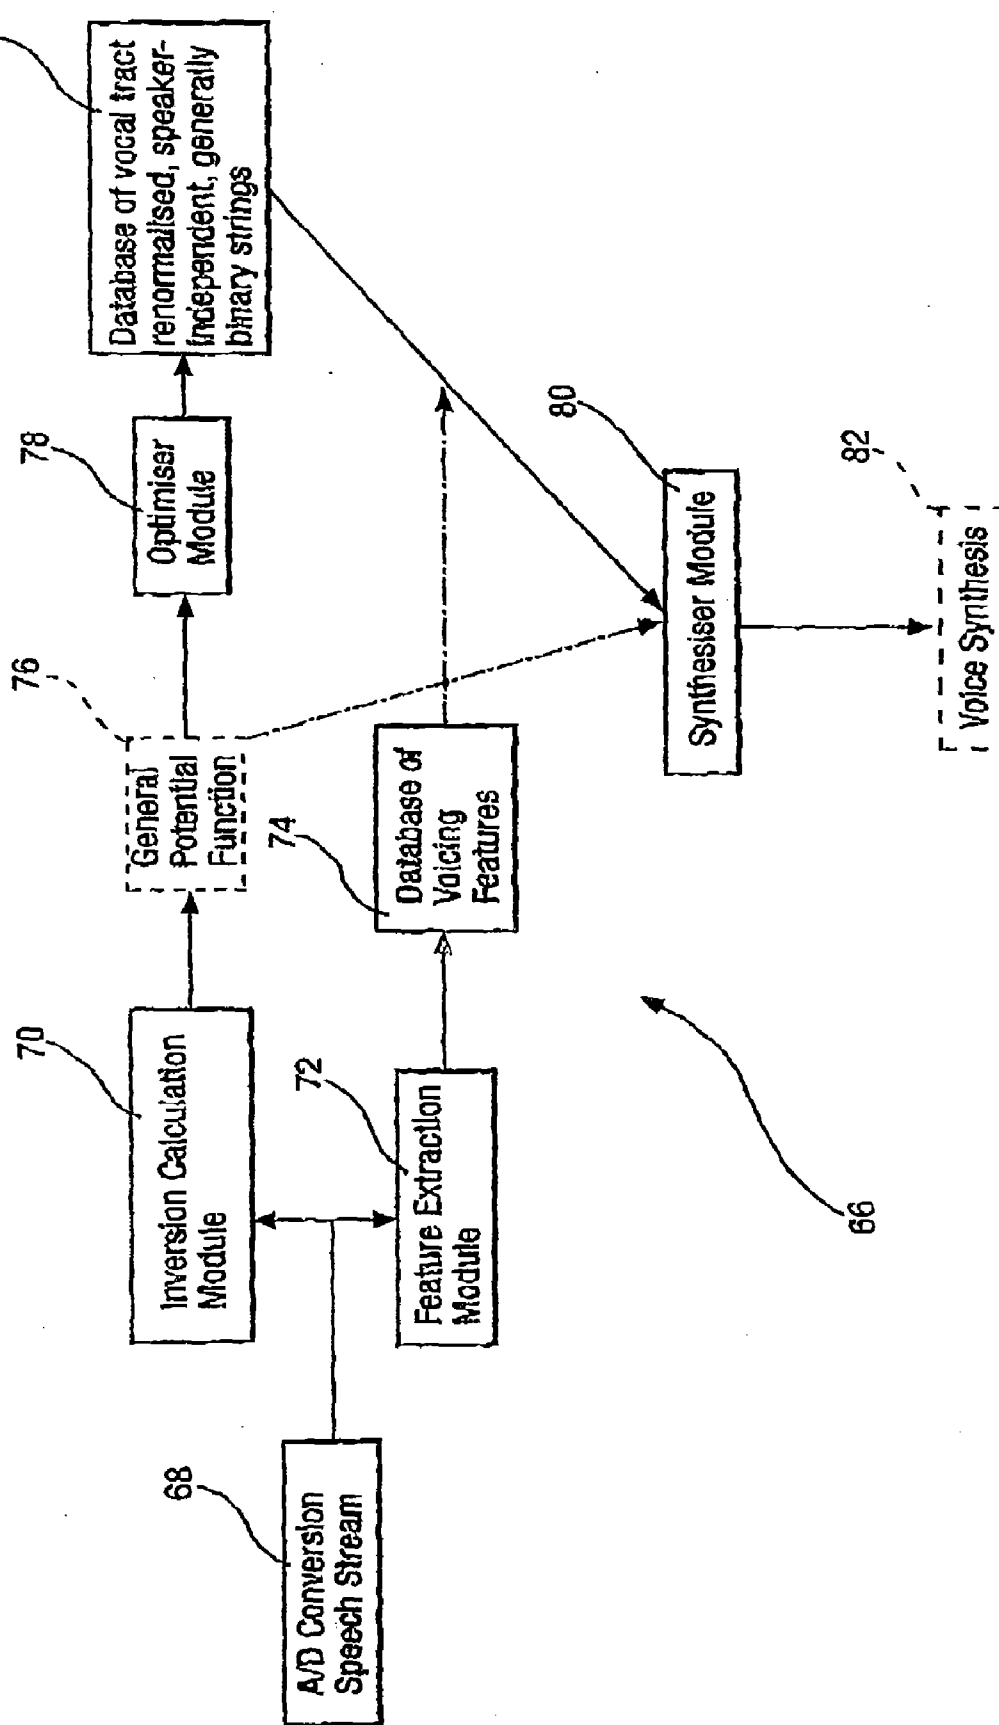 68
A/D Conversion
Speech Stream
70
Inversion Calculation
Module
72
Feature Extraction
Module
76
General
Potential
Function
74
Database of
Voicing
Features
78
Optimiser
Module
Database of vocal tract
renormalised, speaker-
independent, generally
binary strings
80
Synthesiser Module
82
Voice Synthesis
66